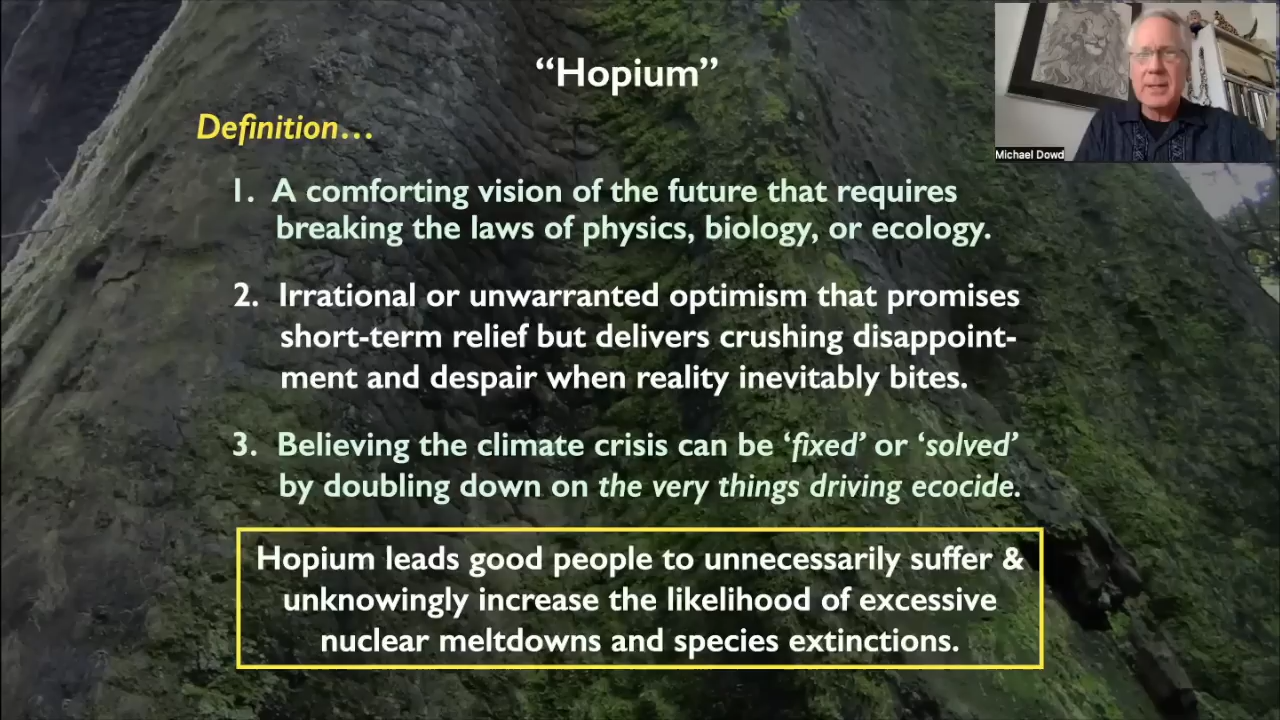 “Hopium”
Michael Dowd
Definition…
1. A comforting vision of the future that requires
breaking the laws of physics, biology, or ecology.
2. Irrational or unwarranted optimism that promises
short-term relief but delivers crushing disappoint-
ment and despair when reality inevitably bites.
3. Believing the climate crisis can be ‘fixed’ or ‘solved’
by doubling down on the very things driving ecocide.
Hopium leads good people to unnecessarily suffer &
unknowingly increase the likelihood of excessive
nuclear meltdowns and species extinctions.